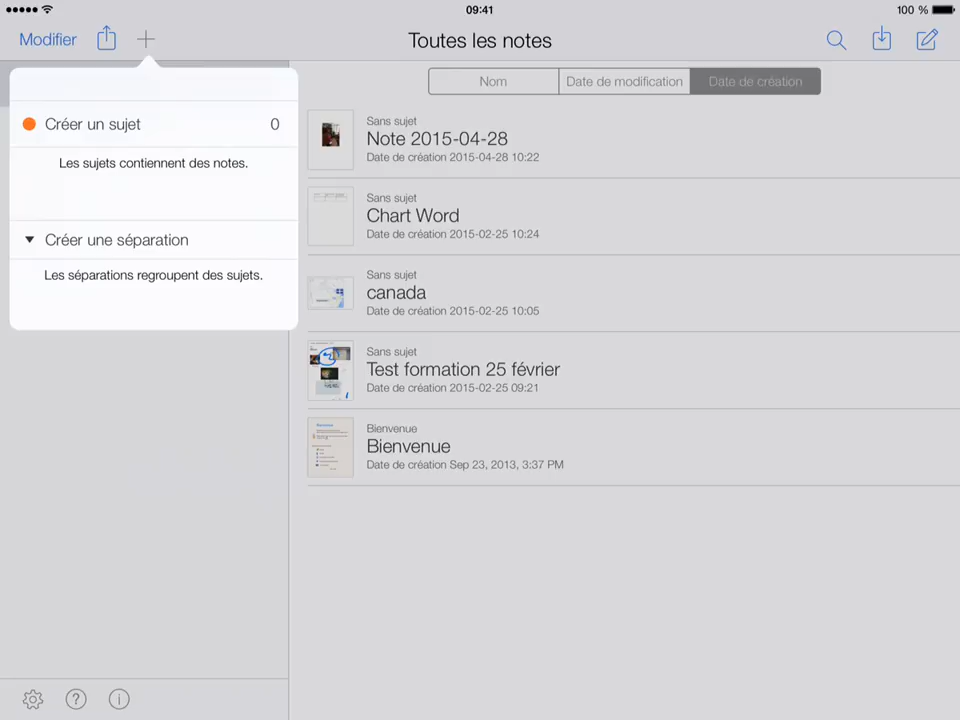 09:41
100 %
Modifier
Toutes les notes
Créer un sujet 0
Les sujets contiennent des notes.
Créer une séparation
Les séparations regroupent des sujets.
Nom
Date de modification
Date de création
Sans sujet
Note 2015-04-28
Date de création 2015-04-28 10:22
Sans sujet
Chart Word
Date de création 2015-02-25 10:24
Sans sujet
canada
Date de création 2015-02-25 10:05
Sans sujet
Test formation 25 février
Date de création 2015-02-25 09:21
Bienvenue
Bienvenue
Date de création Sep 23, 2013, 3:37 PM